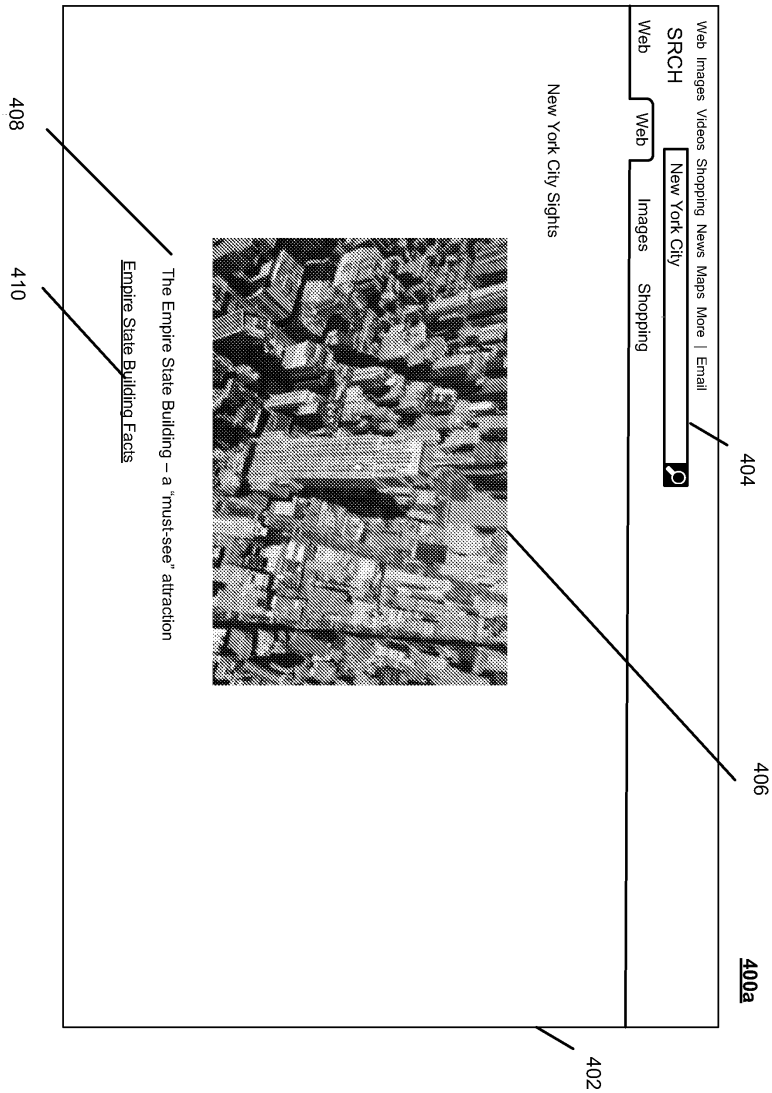 400a
Web Images Videos Shopping News Maps More | Email
SRCH
New York City
404
Web
Web
Images
Shopping
New York City Sights
406
402
408
The Empire State Building – a “must-see” attraction
410
Empire State Building Facts